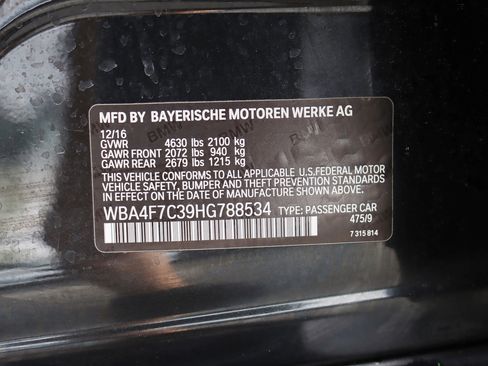 MFD BY BAYERISCHE MOTOREN WERKE AG
12/16
GVWR 4630 lbs 2100 kg
GAWR FRONT 2072 lbs 940 kg
GAWR REAR 2679 lbs 1215 kg
THIS VEHICLE CONFORMS TO ALL APPLICABLE U.S.FEDERAL MOTOR
VEHICLE SAFETY, BUMPER AND THEFT PREVENTION STANDARDS
IN EFFECT ON THE DATE OF MANUFACTURE SHOWN ABOVE.
WBA4F7C39HG788534 TYPE: PASSENGER CAR
475/9
7 315 814